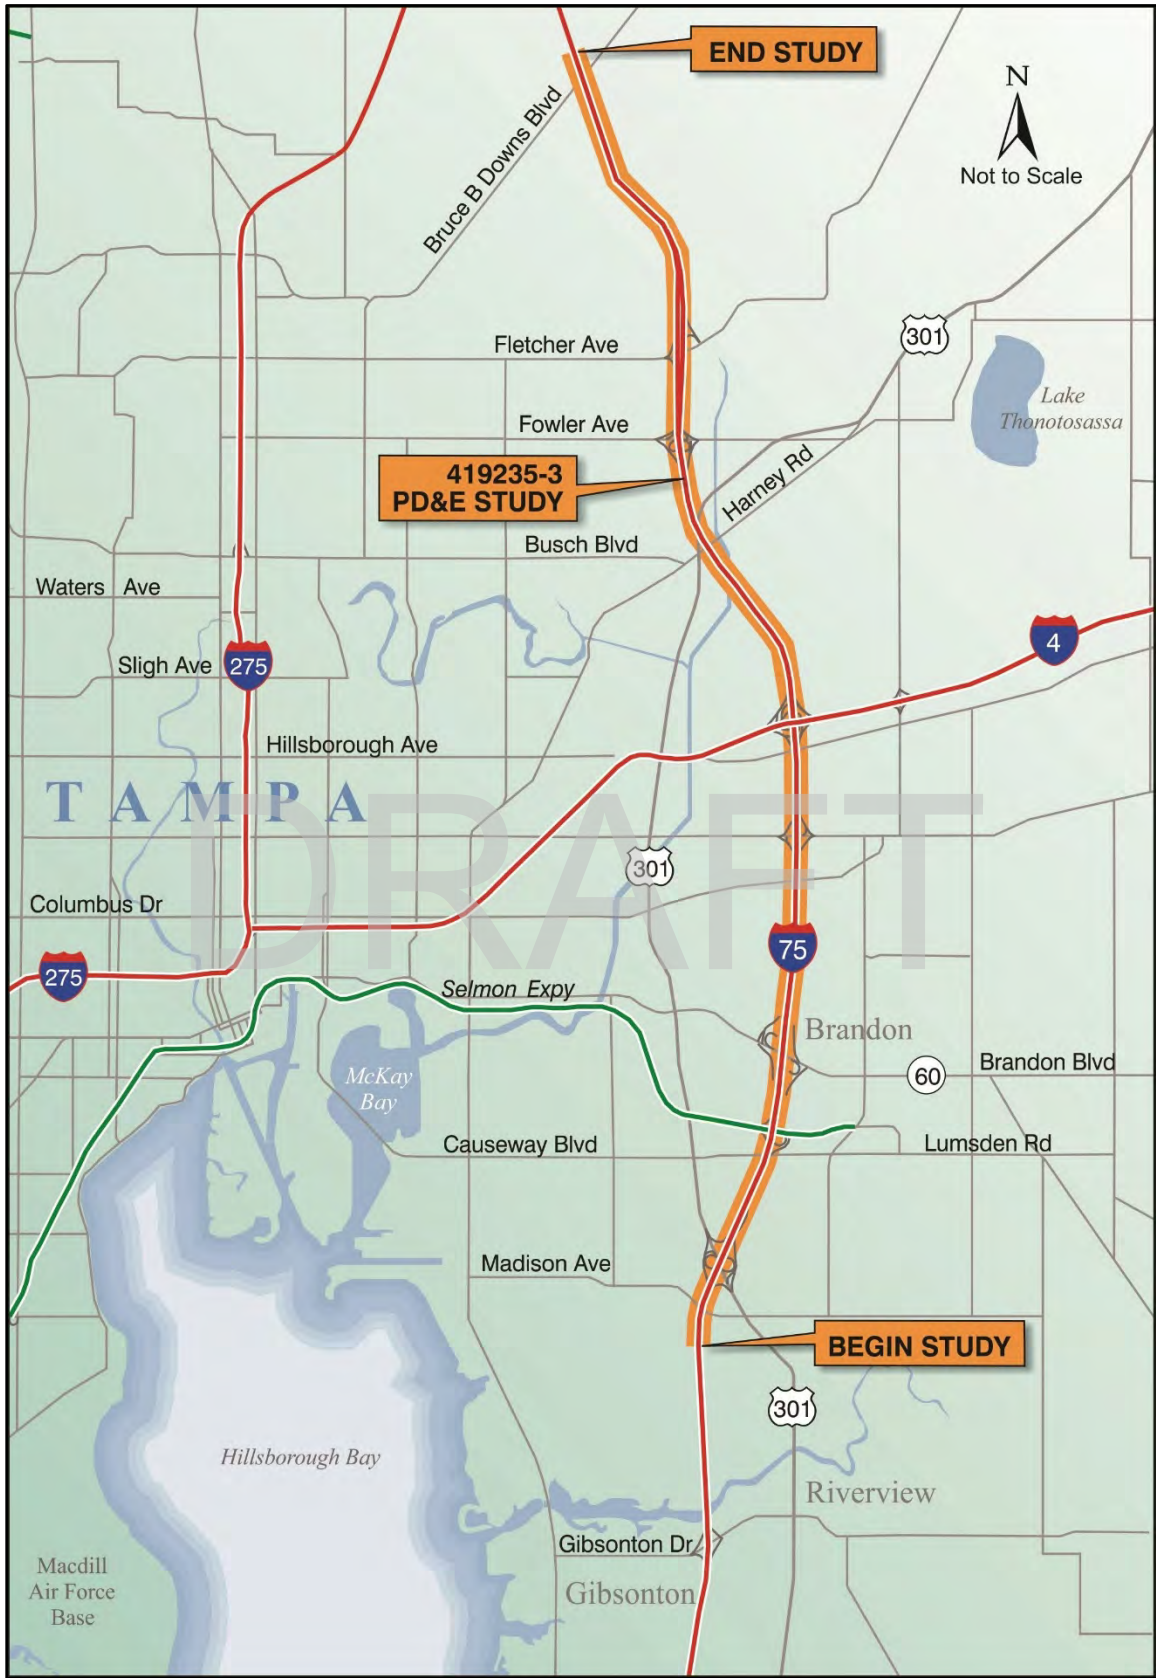 END STUDY
N
Not to Scale
Bruce B Downs Blvd
301
Fletcher Ave
Lake
Thonotosassa
Fowler Ave
419235-3
PD&E STUDY
Harney Rd
Busch Blvd
Waters Ave
4
Sligh Ave
275
Hillsborough Ave
TAMPA
DRAFT
301
Columbus Dr
75
275
Selmon Expy
Brandon
McKay
Bay
60
Brandon Blvd
Causeway Blvd
Lumsden Rd
Madison Ave
BEGIN STUDY
301
Hillsborough Bay
Riverview
Gibsonton Dr
Macdill
Air Force
Base
Gibsonton